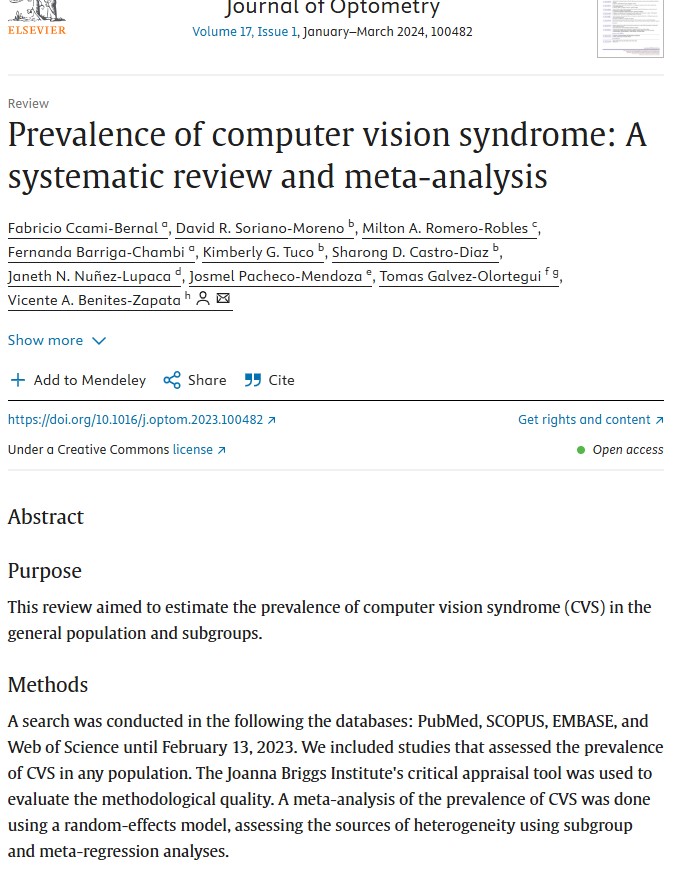 Journal of Optometry
ELSEVIER
Volume 17, Issue 1, January–March 2024, 100482
Review
Prevalence of computer vision syndrome: A
systematic review and meta-analysis
Fabricio Ccami-Bernal a, David R. Soriano-Moreno b, Milton A. Romero-Robles c,
Fernanda Barriga-Chambi a, Kimberly G. Tuco b, Sharong D. Castro-Diaz b,
Janeth N. Nuñez-Lupaca d, Josmel Pacheco-Mendoza e, Tomas Galvez-Olortegui f g,
Vicente A. Benites-Zapata h
Show more
Add to Mendeley Share Cite
https://doi.org/10.1016/j.optom.2023.100482 ↗ Get rights and content ↗
Under a Creative Commons license ↗ Open access
Abstract
Purpose
This review aimed to estimate the prevalence of computer vision syndrome (CVS) in the
general population and subgroups.
Methods
A search was conducted in the following the databases: PubMed, SCOPUS, EMBASE, and
Web of Science until February 13, 2023. We included studies that assessed the prevalence
of CVS in any population. The Joanna Briggs Institute's critical appraisal tool was used to
evaluate the methodological quality. A meta-analysis of the prevalence of CVS was done
using a random-effects model, assessing the sources of heterogeneity using subgroup
and meta-regression analyses.